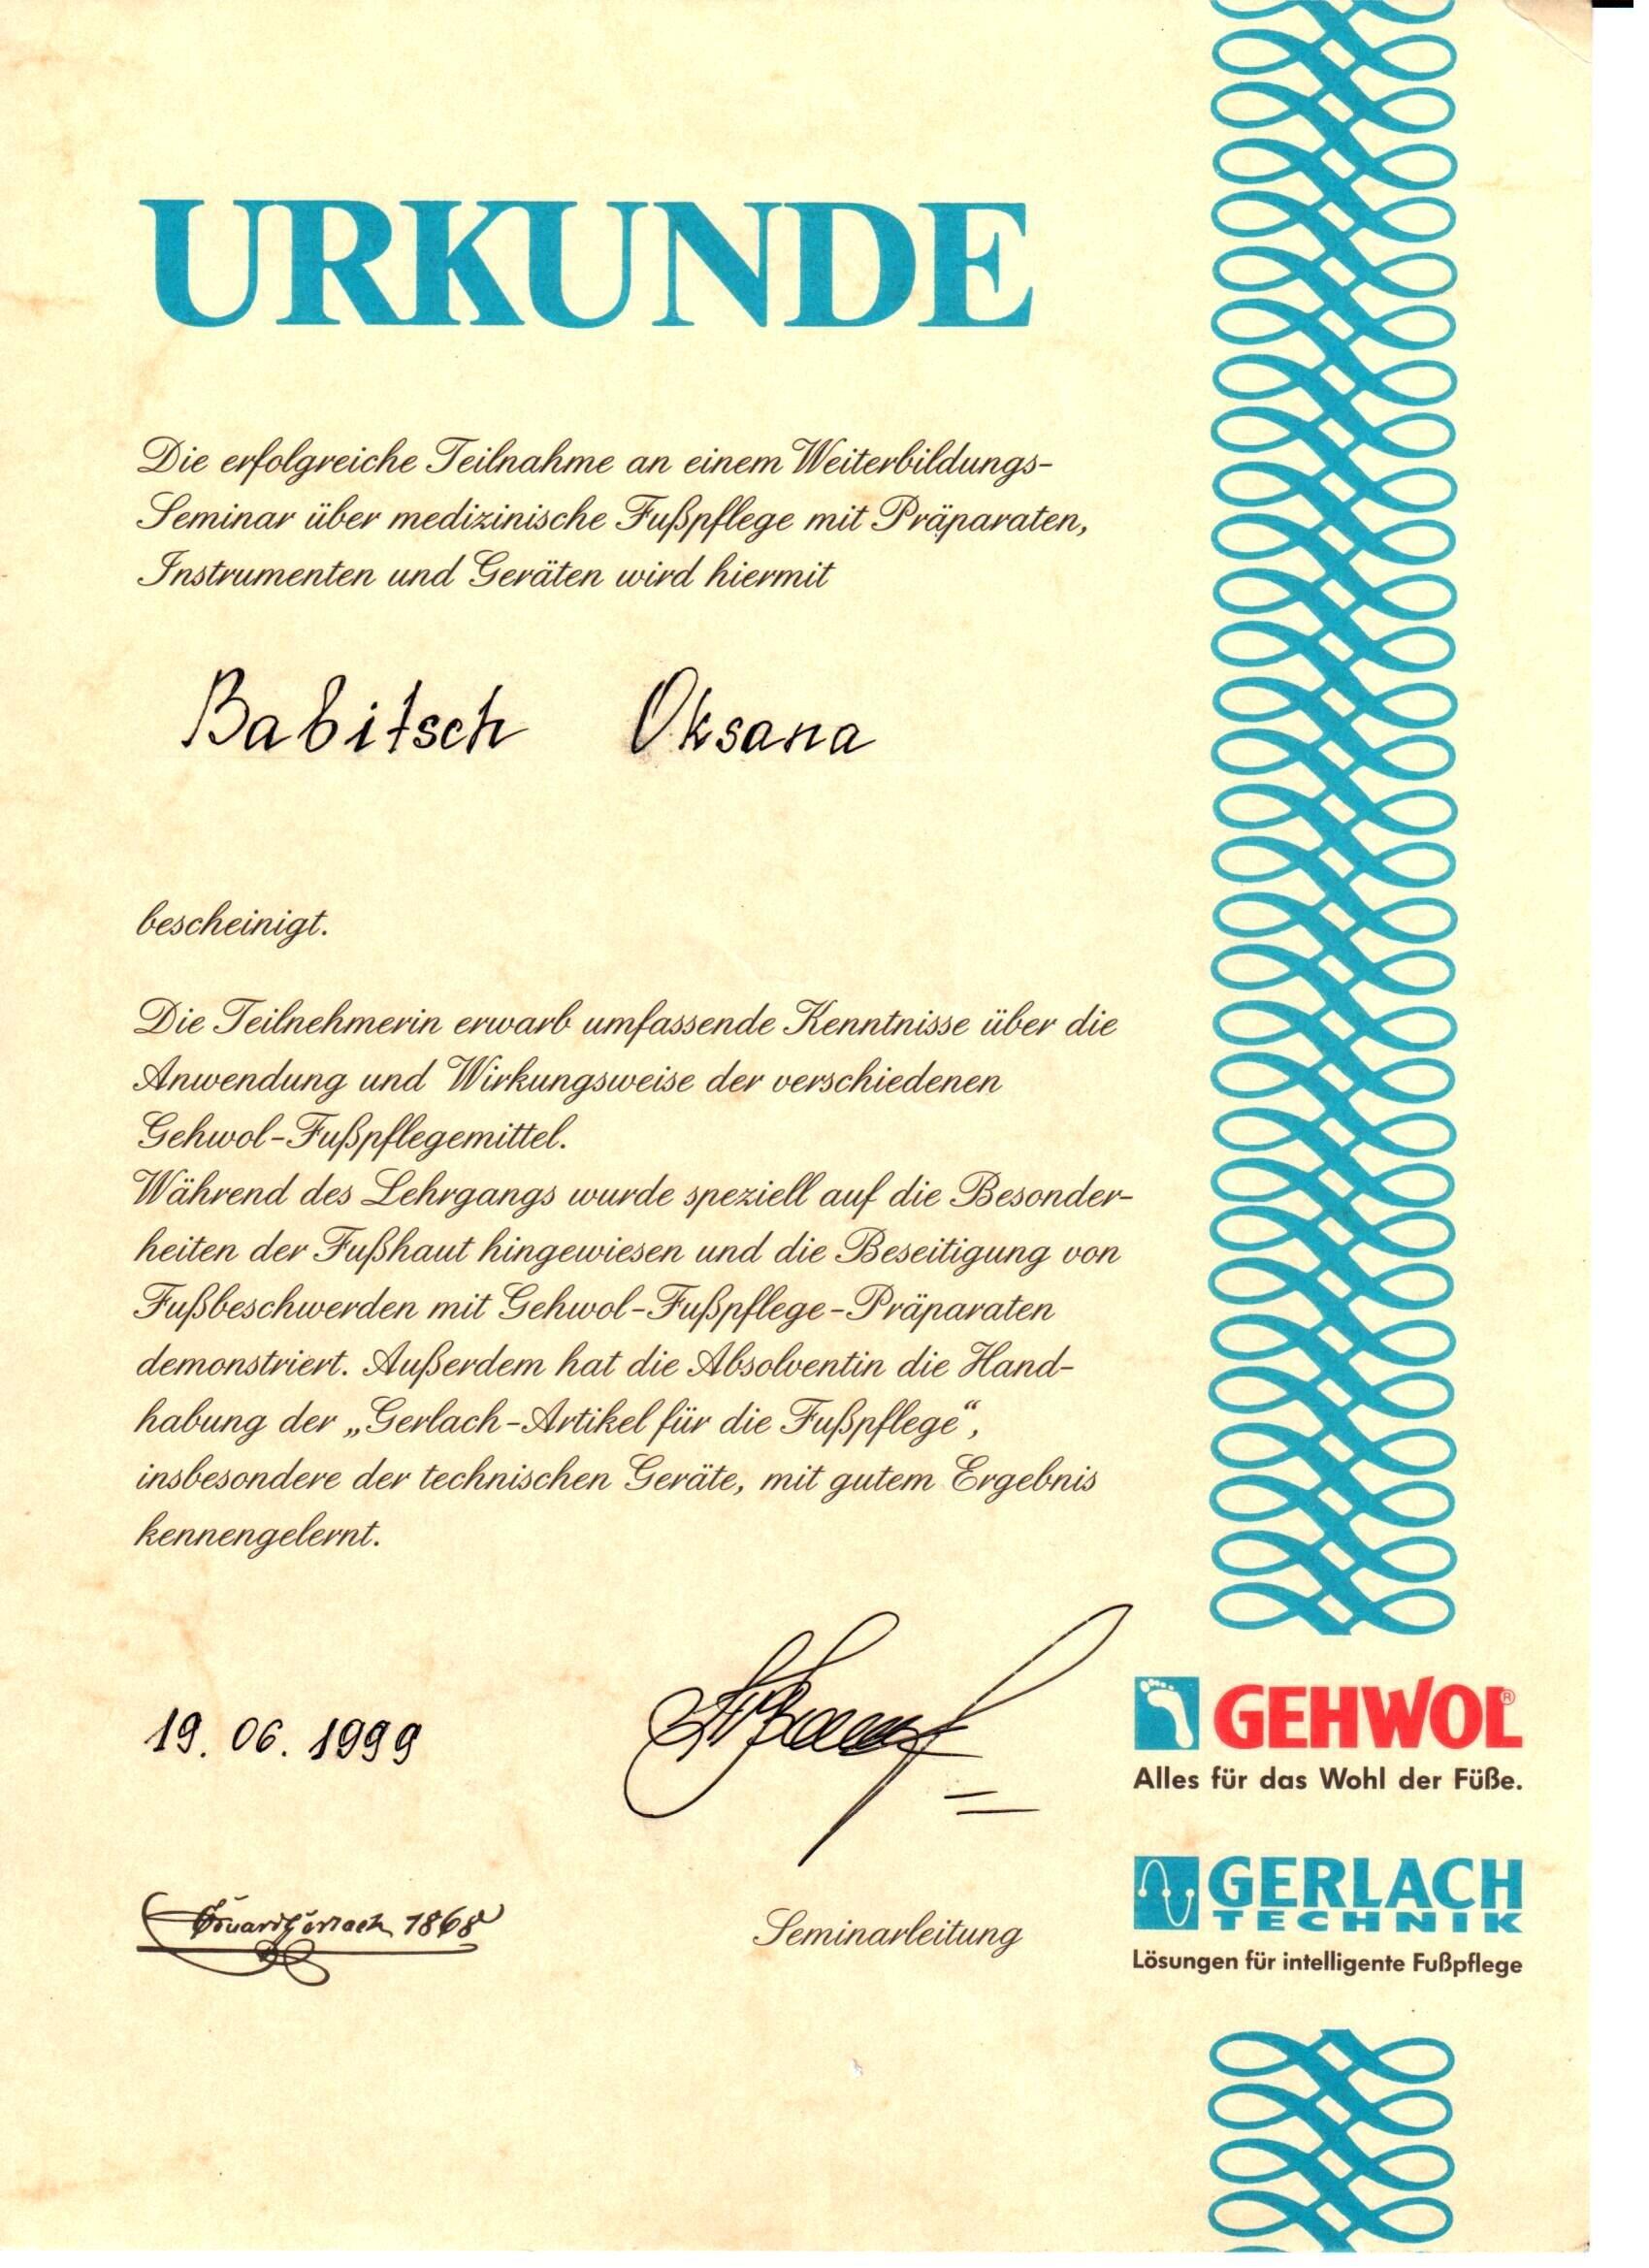 URKUNDE
Die erfolgreiche Teilnahme an einem Weiterbildungs-
Seminar über medizinische Fußpflege mit Präparaten,
Instrumenten und Geräten wird hiermit
Babitsch Oksana
bescheinigt.
Die Teilnehmerin erwarb umfassende Kenntnisse über die
Anwendung und Wirkungsweise der verschiedenen
Gehwol-Fußpflegemittel.
Während des Lehrgangs wurde speziell auf die Besonder-
heiten der Fußhaut hingewiesen und die Beseitigung von
Fußbeschwerden mit Gehwol-Fußpflege-Präparaten
demonstriert. Außerdem hat die Absolventin die Hand-
habung der „Gerlach-Artikel für die Fußpflege“,
insbesondere der technischen Geräte, mit gutem Ergebnis
kennengelernt.
19.06.1999
GEHWOL®
Alles für das Wohl der Füße.
Eduard Gerlach 1868
Seminarleitung
GERLACH
TECHNIK
Lösungen für intelligente Fußpflege